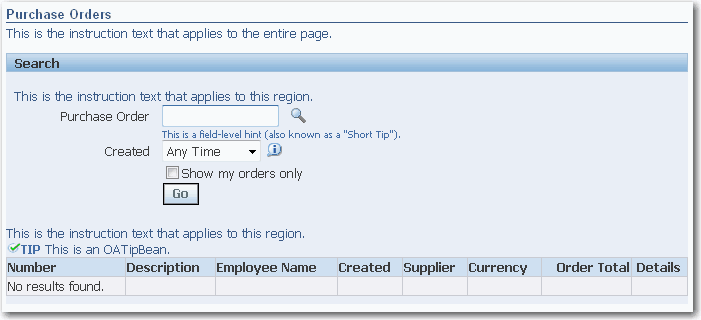 Purchase Orders
This is the instruction text that applies to the entire page.
Search
This is the instruction text that applies to this region.
Purchase Order
This is a field-level hint (also known as a "Short Tip").
Created Any Time
Show my orders only
Go
This is the instruction text that applies to this region.
TIP This is an OATipBean.
Number Description Employee Name Created Supplier Currency Order Total Details
No results found.